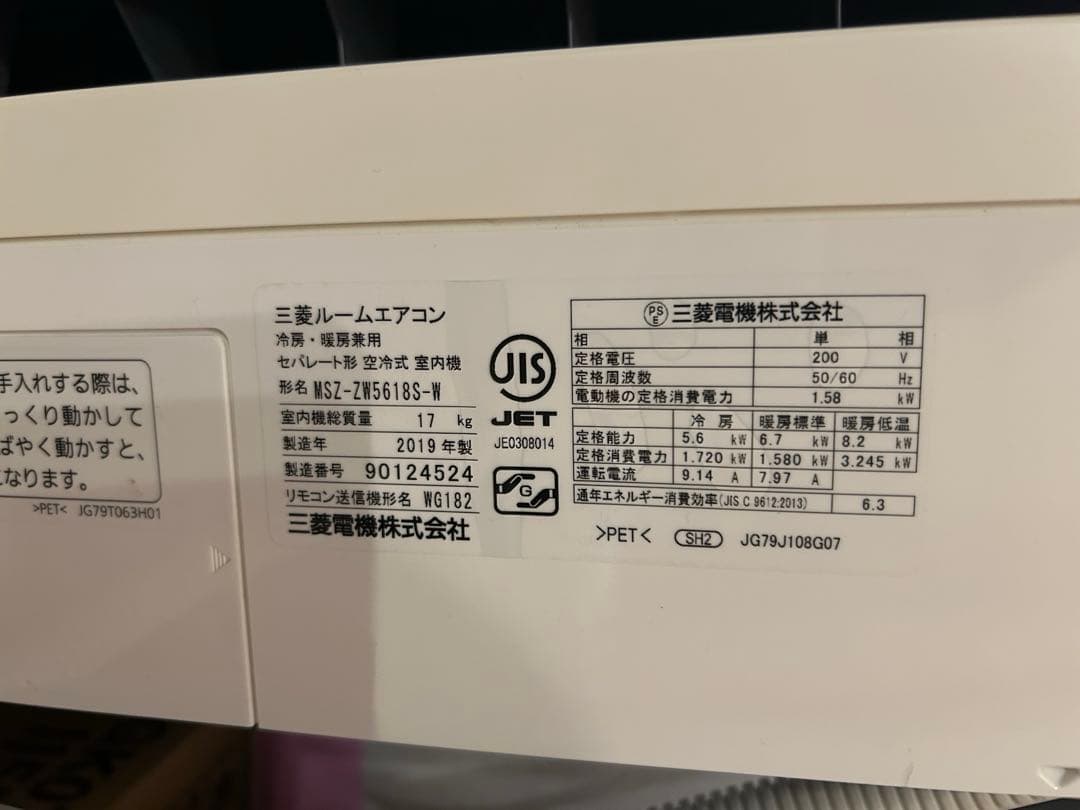 手入れする際は、
っくり動かして
ばやく動かすと、
になります。
>PET< JG79T063H01
三菱ルームエアコン
冷房・暖房兼用
セパレート形 空冷式 室内機
形名 MSZ-ZW5618S-W
室内機総質量 17 kg
製造年 2019 年製
製造番号 90124524
リモコン送信機形名 WG182
三菱電機株式会社
JIS
JET
JE0308014
G
PSE 三菱電機株式会社
相 単 相
定格電圧 200 V
定格周波数 50/60 Hz
電動機の定格消費電力 1.58 kW
冷 房 暖房標準 暖房低温
定格能力 5.6 kW 6.7 kW 8.2 kW
定格消費電力 1.720 kW 1.580 kW 3.245 kW
運転電流 9.14 A 7.97 A
通年エネルギー消費効率(JIS C 9612:2013) 6.3
>PET< SH2 JG79J108G07